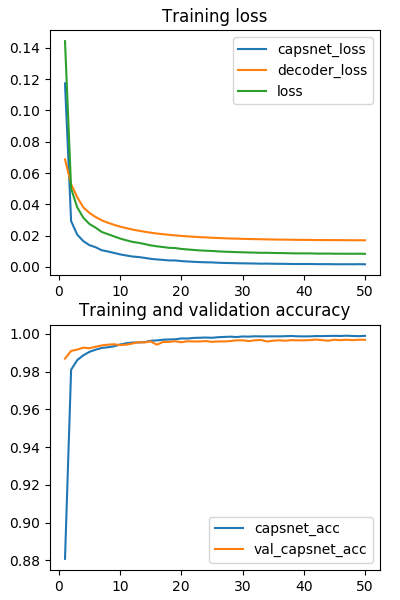 Training loss
0.14
0.12
0.10
0.08
0.06
0.04
0.02
0.00
capsnet_loss
decoder_loss
loss
0 10 20 30 40 50
Training and validation accuracy
1.00
0.98
0.96
0.94
0.92
0.90
0.88
capsnet_acc
val_capsnet_acc
0 10 20 30 40 50